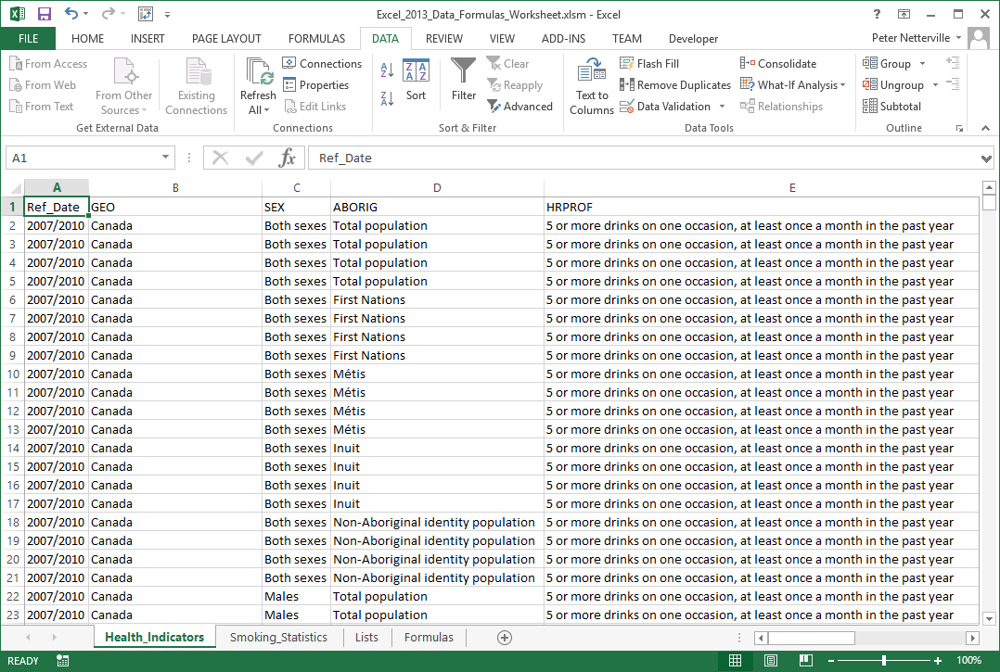 Excel_2013_Data_Formulas_Worksheet.xlsm - Excel
FILE HOME INSERT PAGE LAYOUT FORMULAS DATA REVIEW VIEW ADD-INS TEAM Developer Peter Netterville
From Access
From Web
From Text
From Other Sources
Existing Connections
Get External Data
Refresh All
Connections
Properties
Edit Links
Connections
Sort
Filter
Clear
Reapply
Advanced
Sort & Filter
Text to Columns
Flash Fill
Remove Duplicates
Data Validation
Consolidate
What-If Analysis
Relationships
Data Tools
Group
Ungroup
Subtotal
Outline
A1 fx Ref_Date
A B C D E
1 Ref_Date GEO SEX ABORIG HRPROF
2 2007/2010 Canada Both sexes Total population 5 or more drinks on one occasion, at least once a month in the past year
3 2007/2010 Canada Both sexes Total population 5 or more drinks on one occasion, at least once a month in the past year
4 2007/2010 Canada Both sexes Total population 5 or more drinks on one occasion, at least once a month in the past year
5 2007/2010 Canada Both sexes Total population 5 or more drinks on one occasion, at least once a month in the past year
6 2007/2010 Canada Both sexes First Nations 5 or more drinks on one occasion, at least once a month in the past year
7 2007/2010 Canada Both sexes First Nations 5 or more drinks on one occasion, at least once a month in the past year
8 2007/2010 Canada Both sexes First Nations 5 or more drinks on one occasion, at least once a month in the past year
9 2007/2010 Canada Both sexes First Nations 5 or more drinks on one occasion, at least once a month in the past year
10 2007/2010 Canada Both sexes Métis 5 or more drinks on one occasion, at least once a month in the past year
11 2007/2010 Canada Both sexes Métis 5 or more drinks on one occasion, at least once a month in the past year
12 2007/2010 Canada Both sexes Métis 5 or more drinks on one occasion, at least once a month in the past year
13 2007/2010 Canada Both sexes Métis 5 or more drinks on one occasion, at least once a month in the past year
14 2007/2010 Canada Both sexes Inuit 5 or more drinks on one occasion, at least once a month in the past year
15 2007/2010 Canada Both sexes Inuit 5 or more drinks on one occasion, at least once a month in the past year
16 2007/2010 Canada Both sexes Inuit 5 or more drinks on one occasion, at least once a month in the past year
17 2007/2010 Canada Both sexes Inuit 5 or more drinks on one occasion, at least once a month in the past year
18 2007/2010 Canada Both sexes Non-Aboriginal identity population 5 or more drinks on one occasion, at least once a month in the past year
19 2007/2010 Canada Both sexes Non-Aboriginal identity population 5 or more drinks on one occasion, at least once a month in the past year
20 2007/2010 Canada Both sexes Non-Aboriginal identity population 5 or more drinks on one occasion, at least once a month in the past year
21 2007/2010 Canada Both sexes Non-Aboriginal identity population 5 or more drinks on one occasion, at least once a month in the past year
22 2007/2010 Canada Males Total population 5 or more drinks on one occasion, at least once a month in the past year
23 2007/2010 Canada Males Total population 5 or more drinks on one occasion, at least once a month in the past year
Health_Indicators Smoking_Statistics Lists Formulas
READY 100%